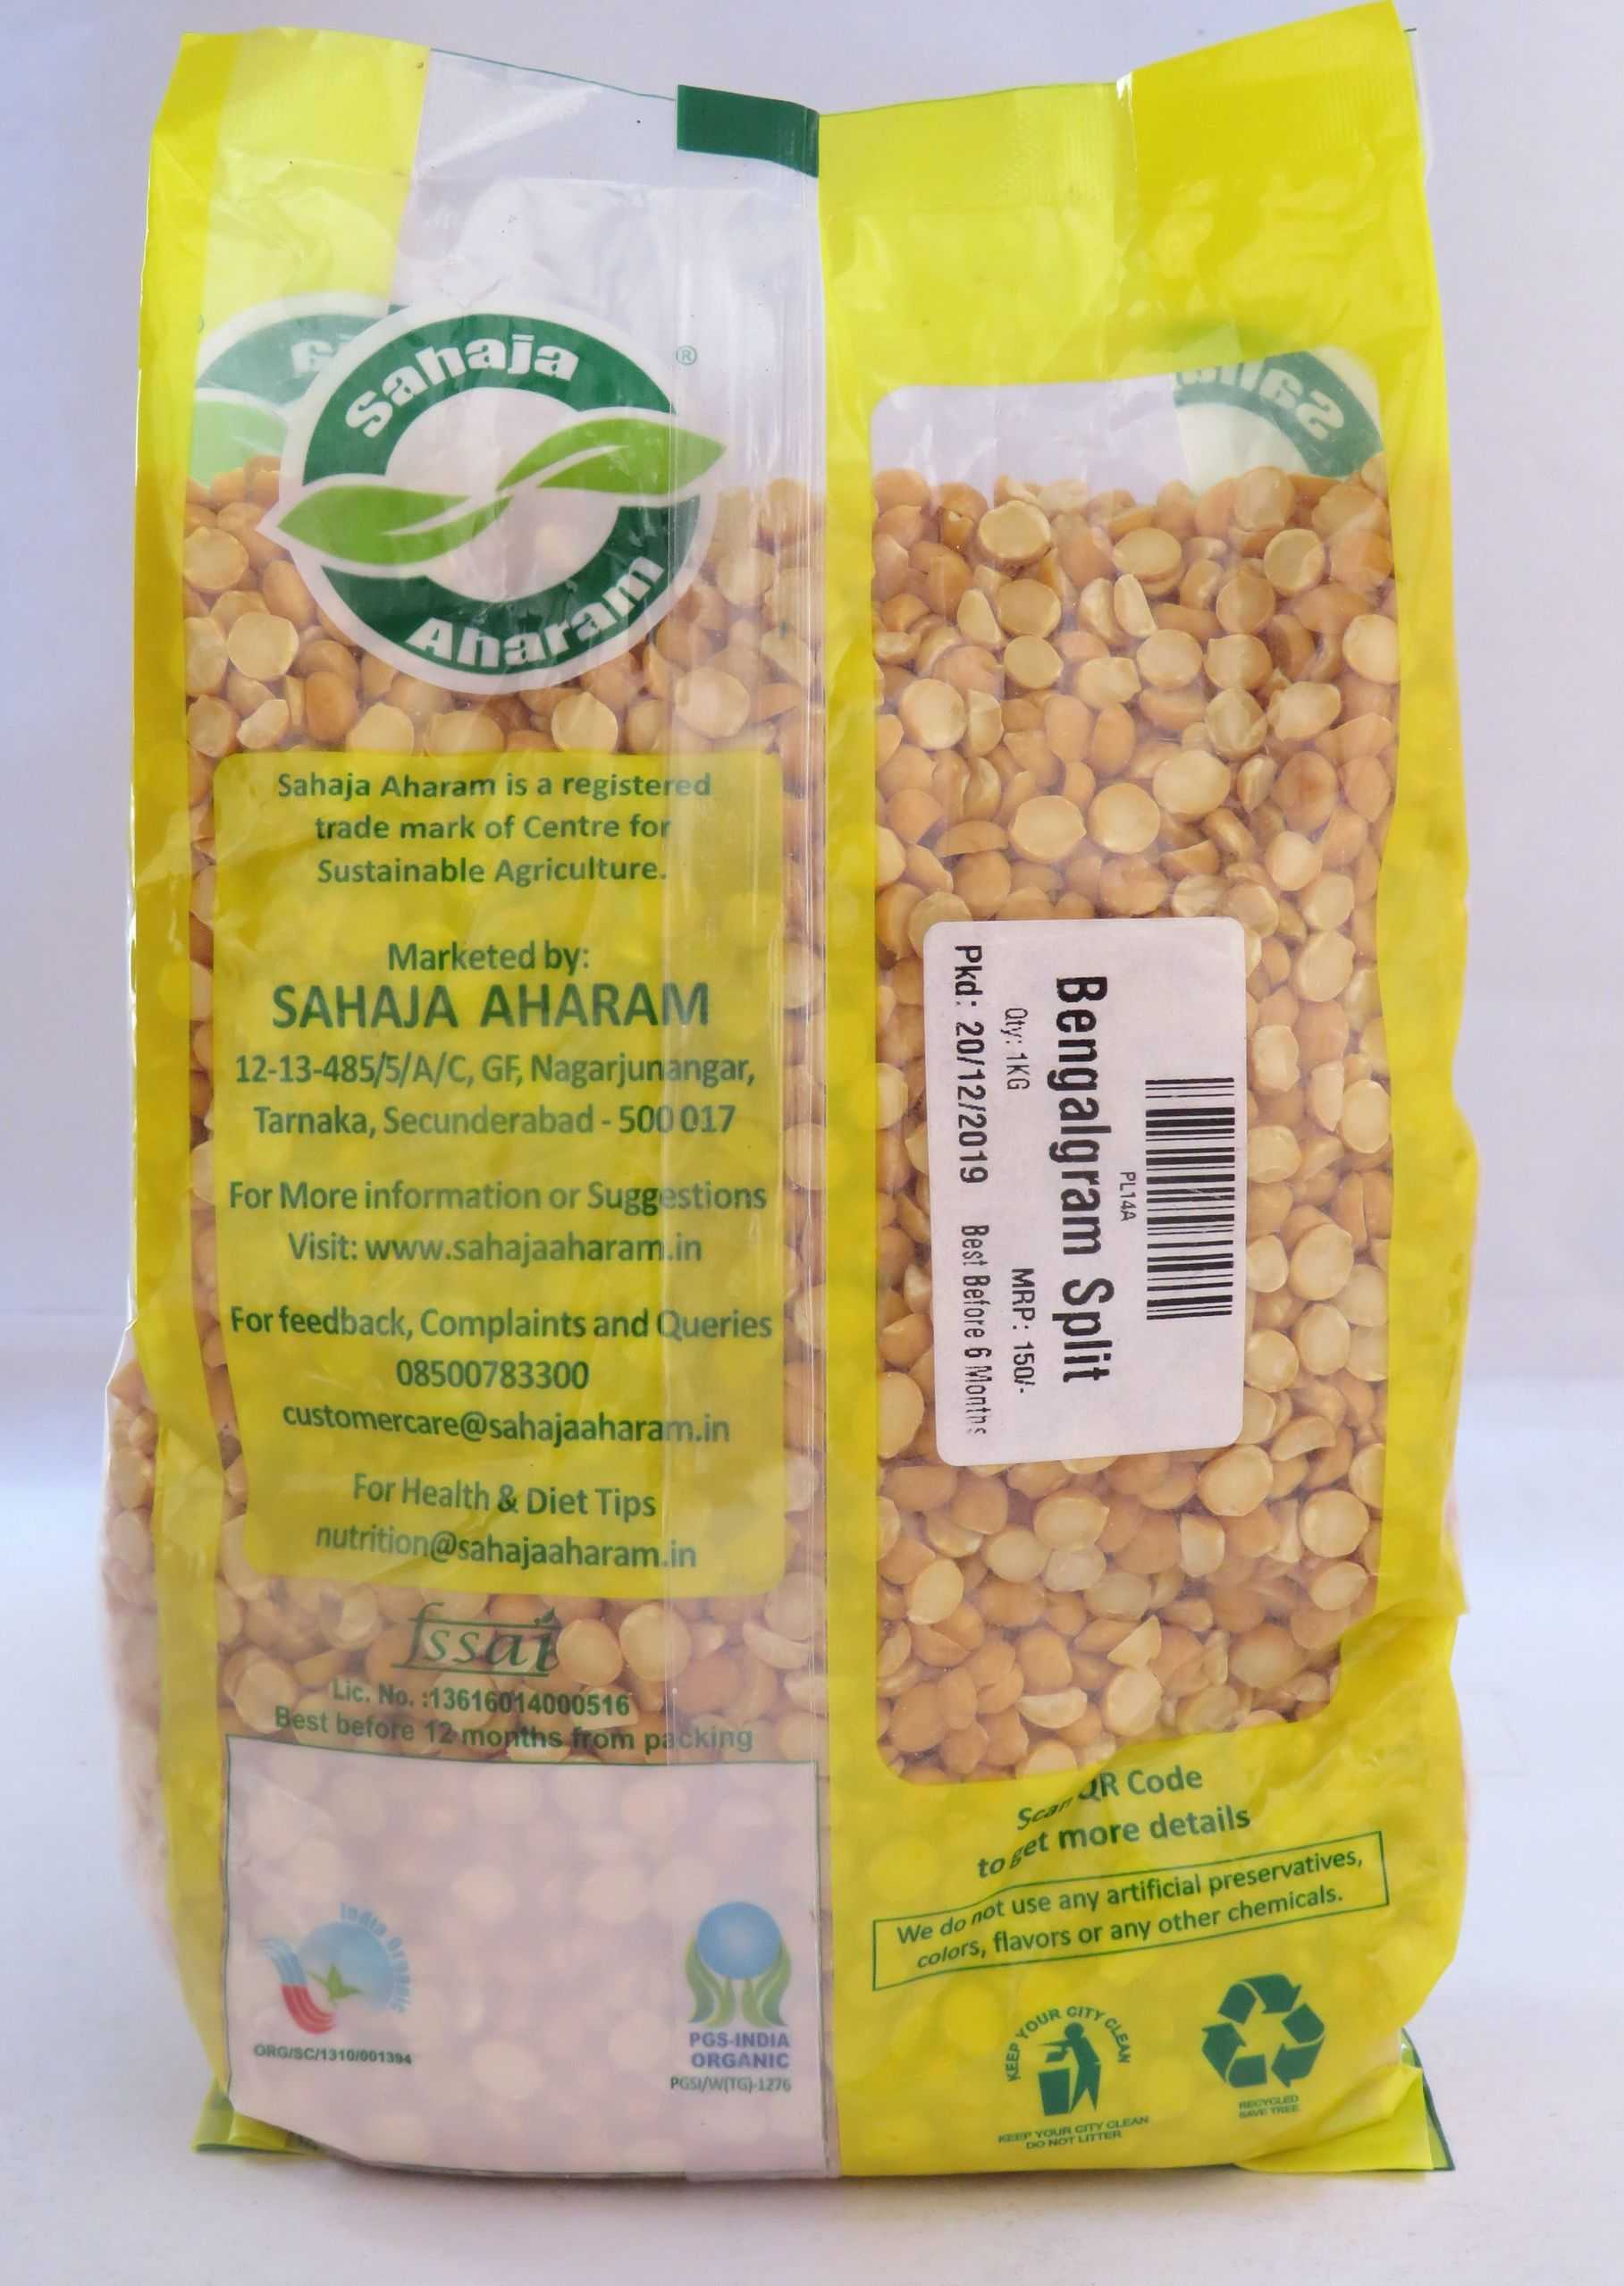 Sahaja
®
Aharam
Sahaja Aharam is a registered
trade mark of Centre for
Sustainable Agriculture.
Marketed by:
SAHAJA AHARAM
12-13-485/5/A/C, GF, Nagarjunangar,
Tarnaka, Secunderabad - 500 017
For More information or Suggestions
Visit: www.sahajaaharam.in
For feedback, Complaints and Queries
08500783300
customercare@sahajaaharam.in
For Health & Diet Tips
nutrition@sahajaaharam.in
fssai
Lic. No. :13616014000516
Best before 12 months from packing
India Organic
ORG/SC/1310/001394
PGS-INDIA
ORGANIC
PGSI/W(TG)-1276
PL14A
Bengalgram Split
Qty: 1KG MRP: 150/-
Pkd: 20/12/2019 Best Before 6 Months
Scan QR Code
to get more details
We do not use any artificial preservatives,
colors, flavors or any other chemicals.
KEEP YOUR CITY CLEAN
KEEP YOUR CITY CLEAN
DO NOT LITTER
RECYCLED
SAVE TREE